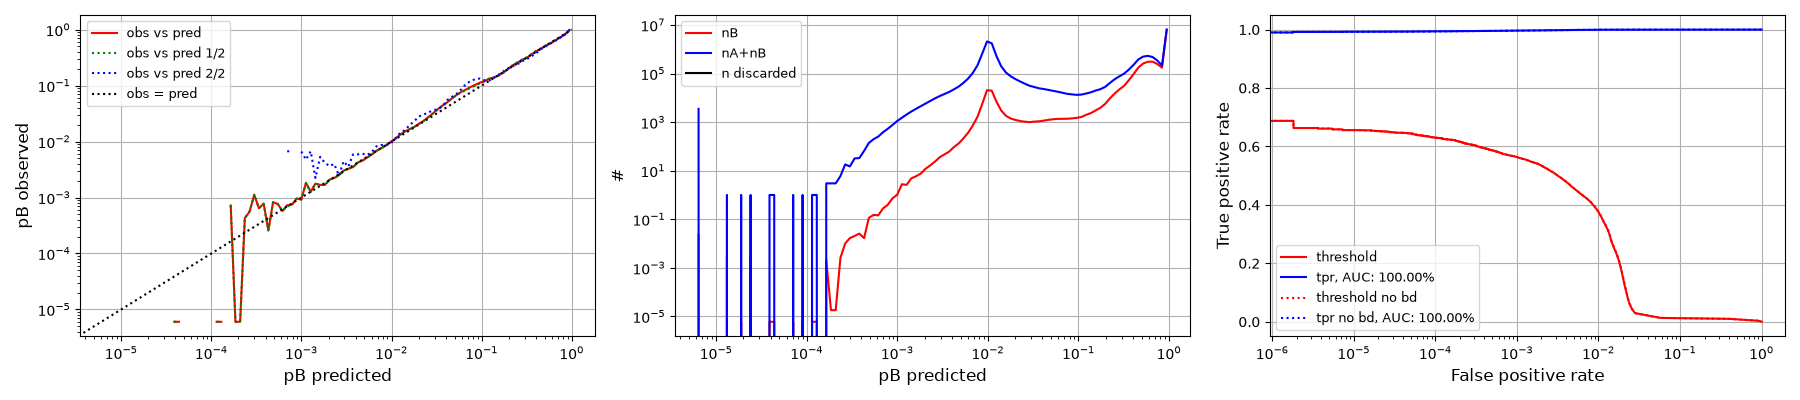 obs vs pred
obs vs pred 1/2
obs vs pred 2/2
obs = pred
10⁰
10⁻¹
10⁻²
10⁻³
10⁻⁴
10⁻⁵
pB observed
10⁻⁵ 10⁻⁴ 10⁻³ 10⁻² 10⁻¹ 10⁰
pB predicted
nB
nA+nB
n discarded
10⁷
10⁵
10³
10¹
10⁻¹
10⁻³
10⁻⁵
#
10⁻⁵ 10⁻⁴ 10⁻³ 10⁻² 10⁻¹ 10⁰
pB predicted
1.0
0.8
0.6
0.4
0.2
0.0
True positive rate
threshold
tpr, AUC: 100.00%
threshold no bd
tpr no bd, AUC: 100.00%
10⁻⁶ 10⁻⁵ 10⁻⁴ 10⁻³ 10⁻² 10⁻¹ 10⁰
False positive rate